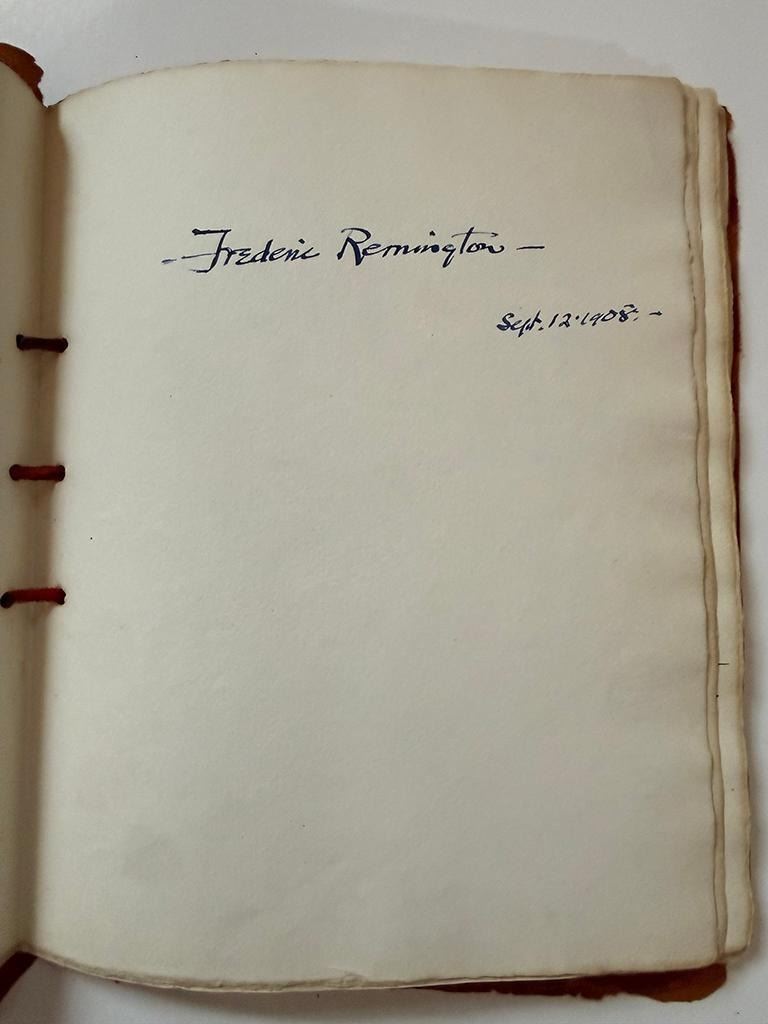 - Frederic Remington -
Sept. 12 · 1908. -